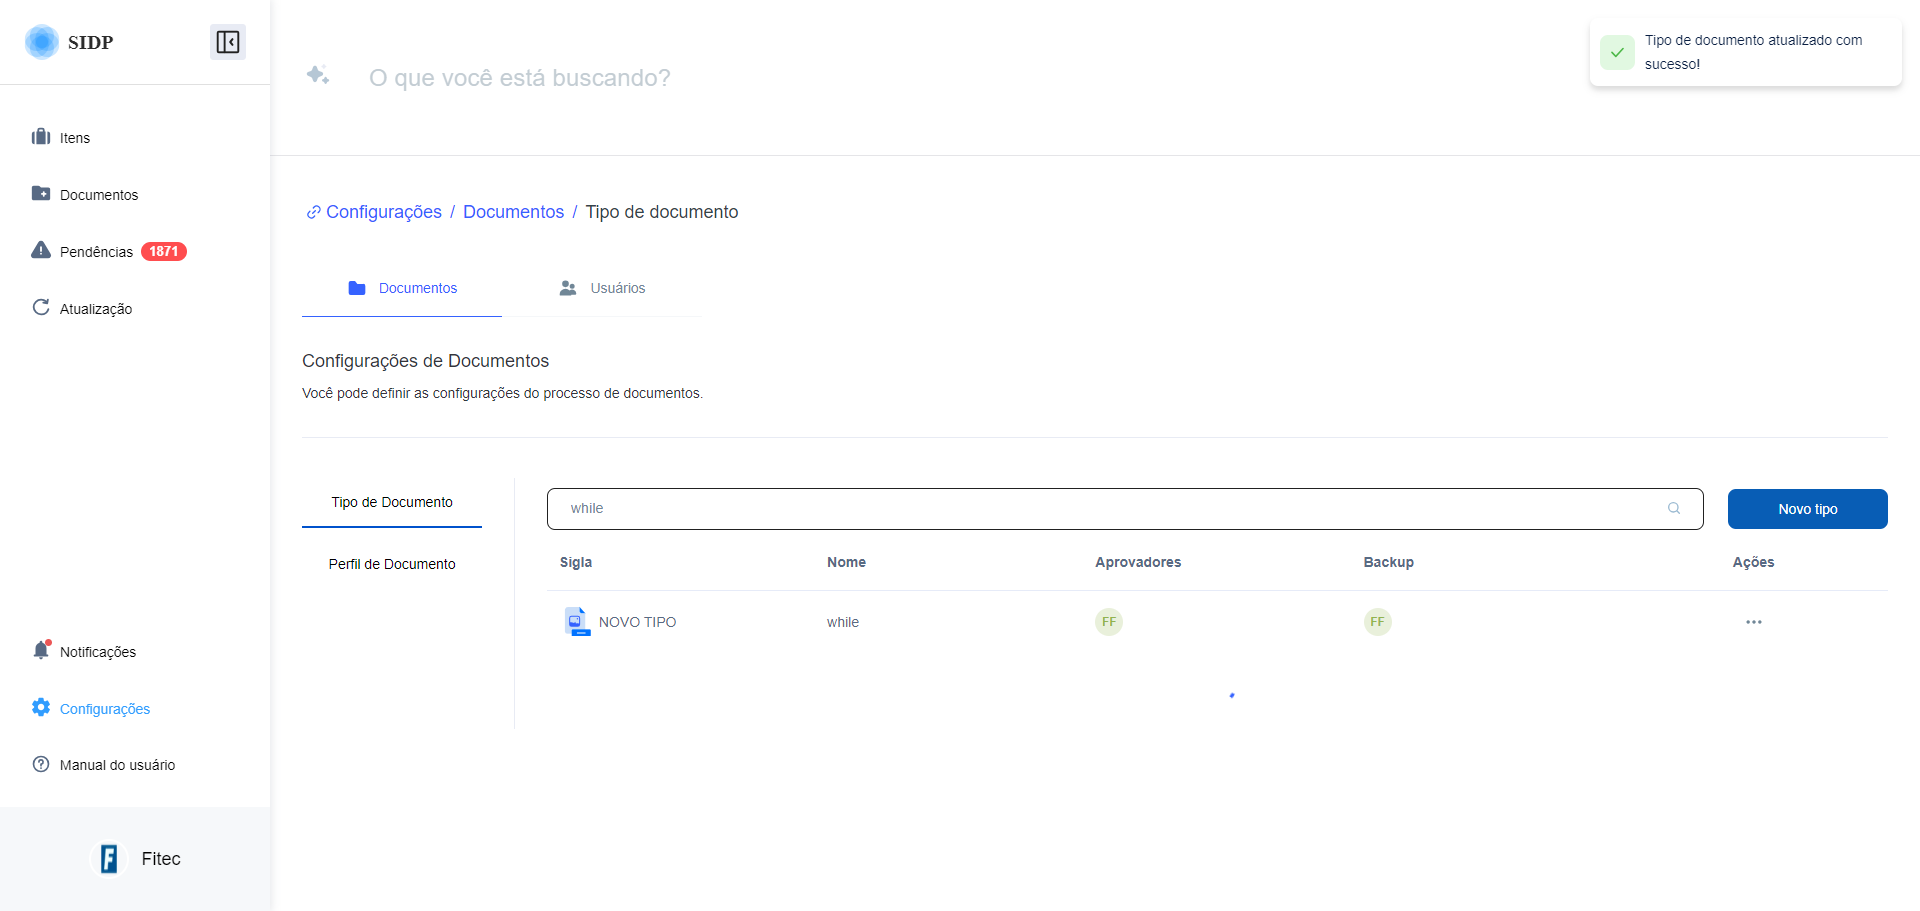 SIDP
O que você está buscando?
Tipo de documento atualizado com
sucesso!
Itens
Documentos
Pendências 1871
Atualização
Configurações / Documentos / Tipo de documento
Documentos
Usuários
Configurações de Documentos
Você pode definir as configurações do processo de documentos.
Tipo de Documento
Perfil de Documento
while
Novo tipo
Sigla Nome Aprovadores Backup Ações
NOVO TIPO while FF FF
Notificações
Configurações
Manual do usuário
Fitec